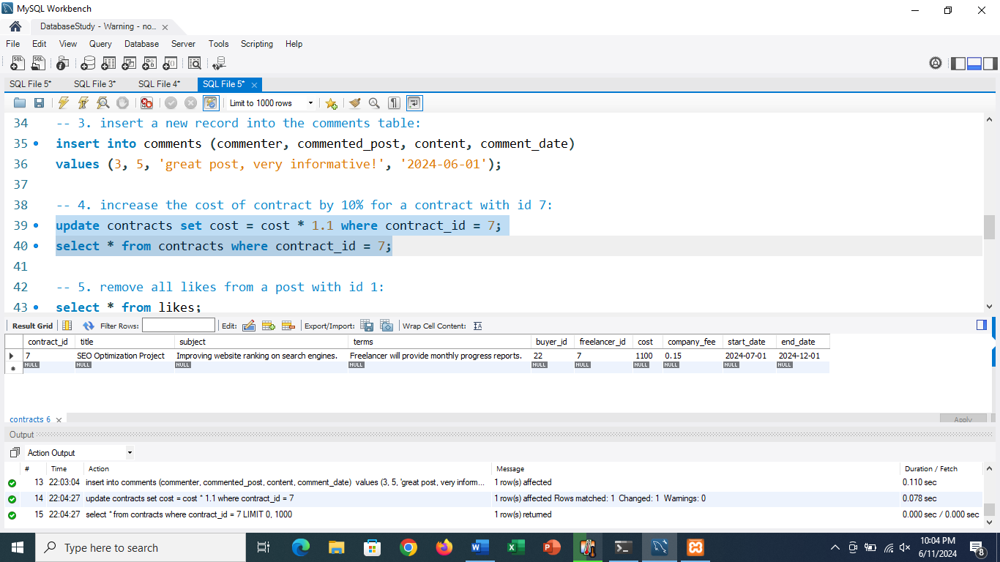 MySQL Workbench
DatabaseStudy - Warning - no...
File Edit View Query Database Server Tools Scripting Help
SQL File 5* SQL File 3* SQL File 4* SQL File 5*
Limit to 1000 rows
34 -- 3. insert a new record into the comments table:
35 insert into comments (commenter, commented_post, content, comment_date)
36 values (3, 5, 'great post, very informative!', '2024-06-01');
37
38 -- 4. increase the cost of contract by 10% for a contract with id 7:
39 update contracts set cost = cost * 1.1 where contract_id = 7;
40 select * from contracts where contract_id = 7;
41
42 -- 5. remove all likes from a post with id 1:
43 select * from likes;
Result Grid Filter Rows: Edit: Export/Import: Wrap Cell Content:
contract_id title subject terms buyer_id freelancer_id cost company_fee start_date end_date
7 SEO Optimization Project Improving website ranking on search engines. Freelancer will provide monthly progress reports. 22 7 1100 0.15 2024-07-01 2024-12-01
NULL NULL NULL NULL NULL NULL NULL NULL NULL NULL
contracts 6 Apply
Output
Action Output
# Time Action Message Duration / Fetch
13 22:03:04 insert into comments (commenter, commented_post, content, comment_date) values (3, 5, 'great post, very inform... 1 row(s) affected 0.110 sec
14 22:04:27 update contracts set cost = cost * 1.1 where contract_id = 7 1 row(s) affected Rows matched: 1 Changed: 1 Warnings: 0 0.078 sec
15 22:04:27 select * from contracts where contract_id = 7 LIMIT 0, 1000 1 row(s) returned 0.000 sec / 0.000 sec
Type here to search
10:04 PM
6/11/2024
8